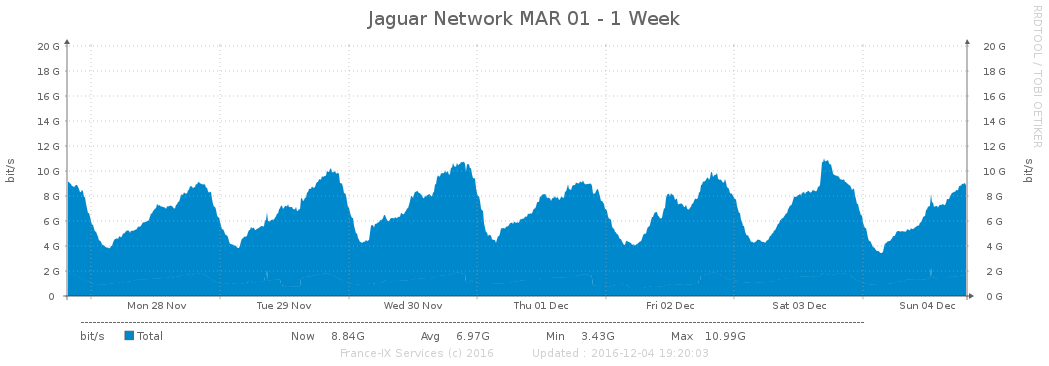 Jaguar Network MAR 01 - 1 Week
RRDTOOL / TOBI OETIKER
bit/s
20 G 20 G
18 G 18 G
16 G 16 G
14 G 14 G
12 G 12 G
10 G 10 G
8 G 8 G
6 G 6 G
4 G 4 G
2 G 2 G
0 0 G
bit/s
Mon 28 Nov Tue 29 Nov Wed 30 Nov Thu 01 Dec Fri 02 Dec Sat 03 Dec Sun 04 Dec
bit/s Total Now 8.84G Avg 6.97G Min 3.43G Max 10.99G
France-IX Services (c) 2016 Updated : 2016-12-04 19:20:03